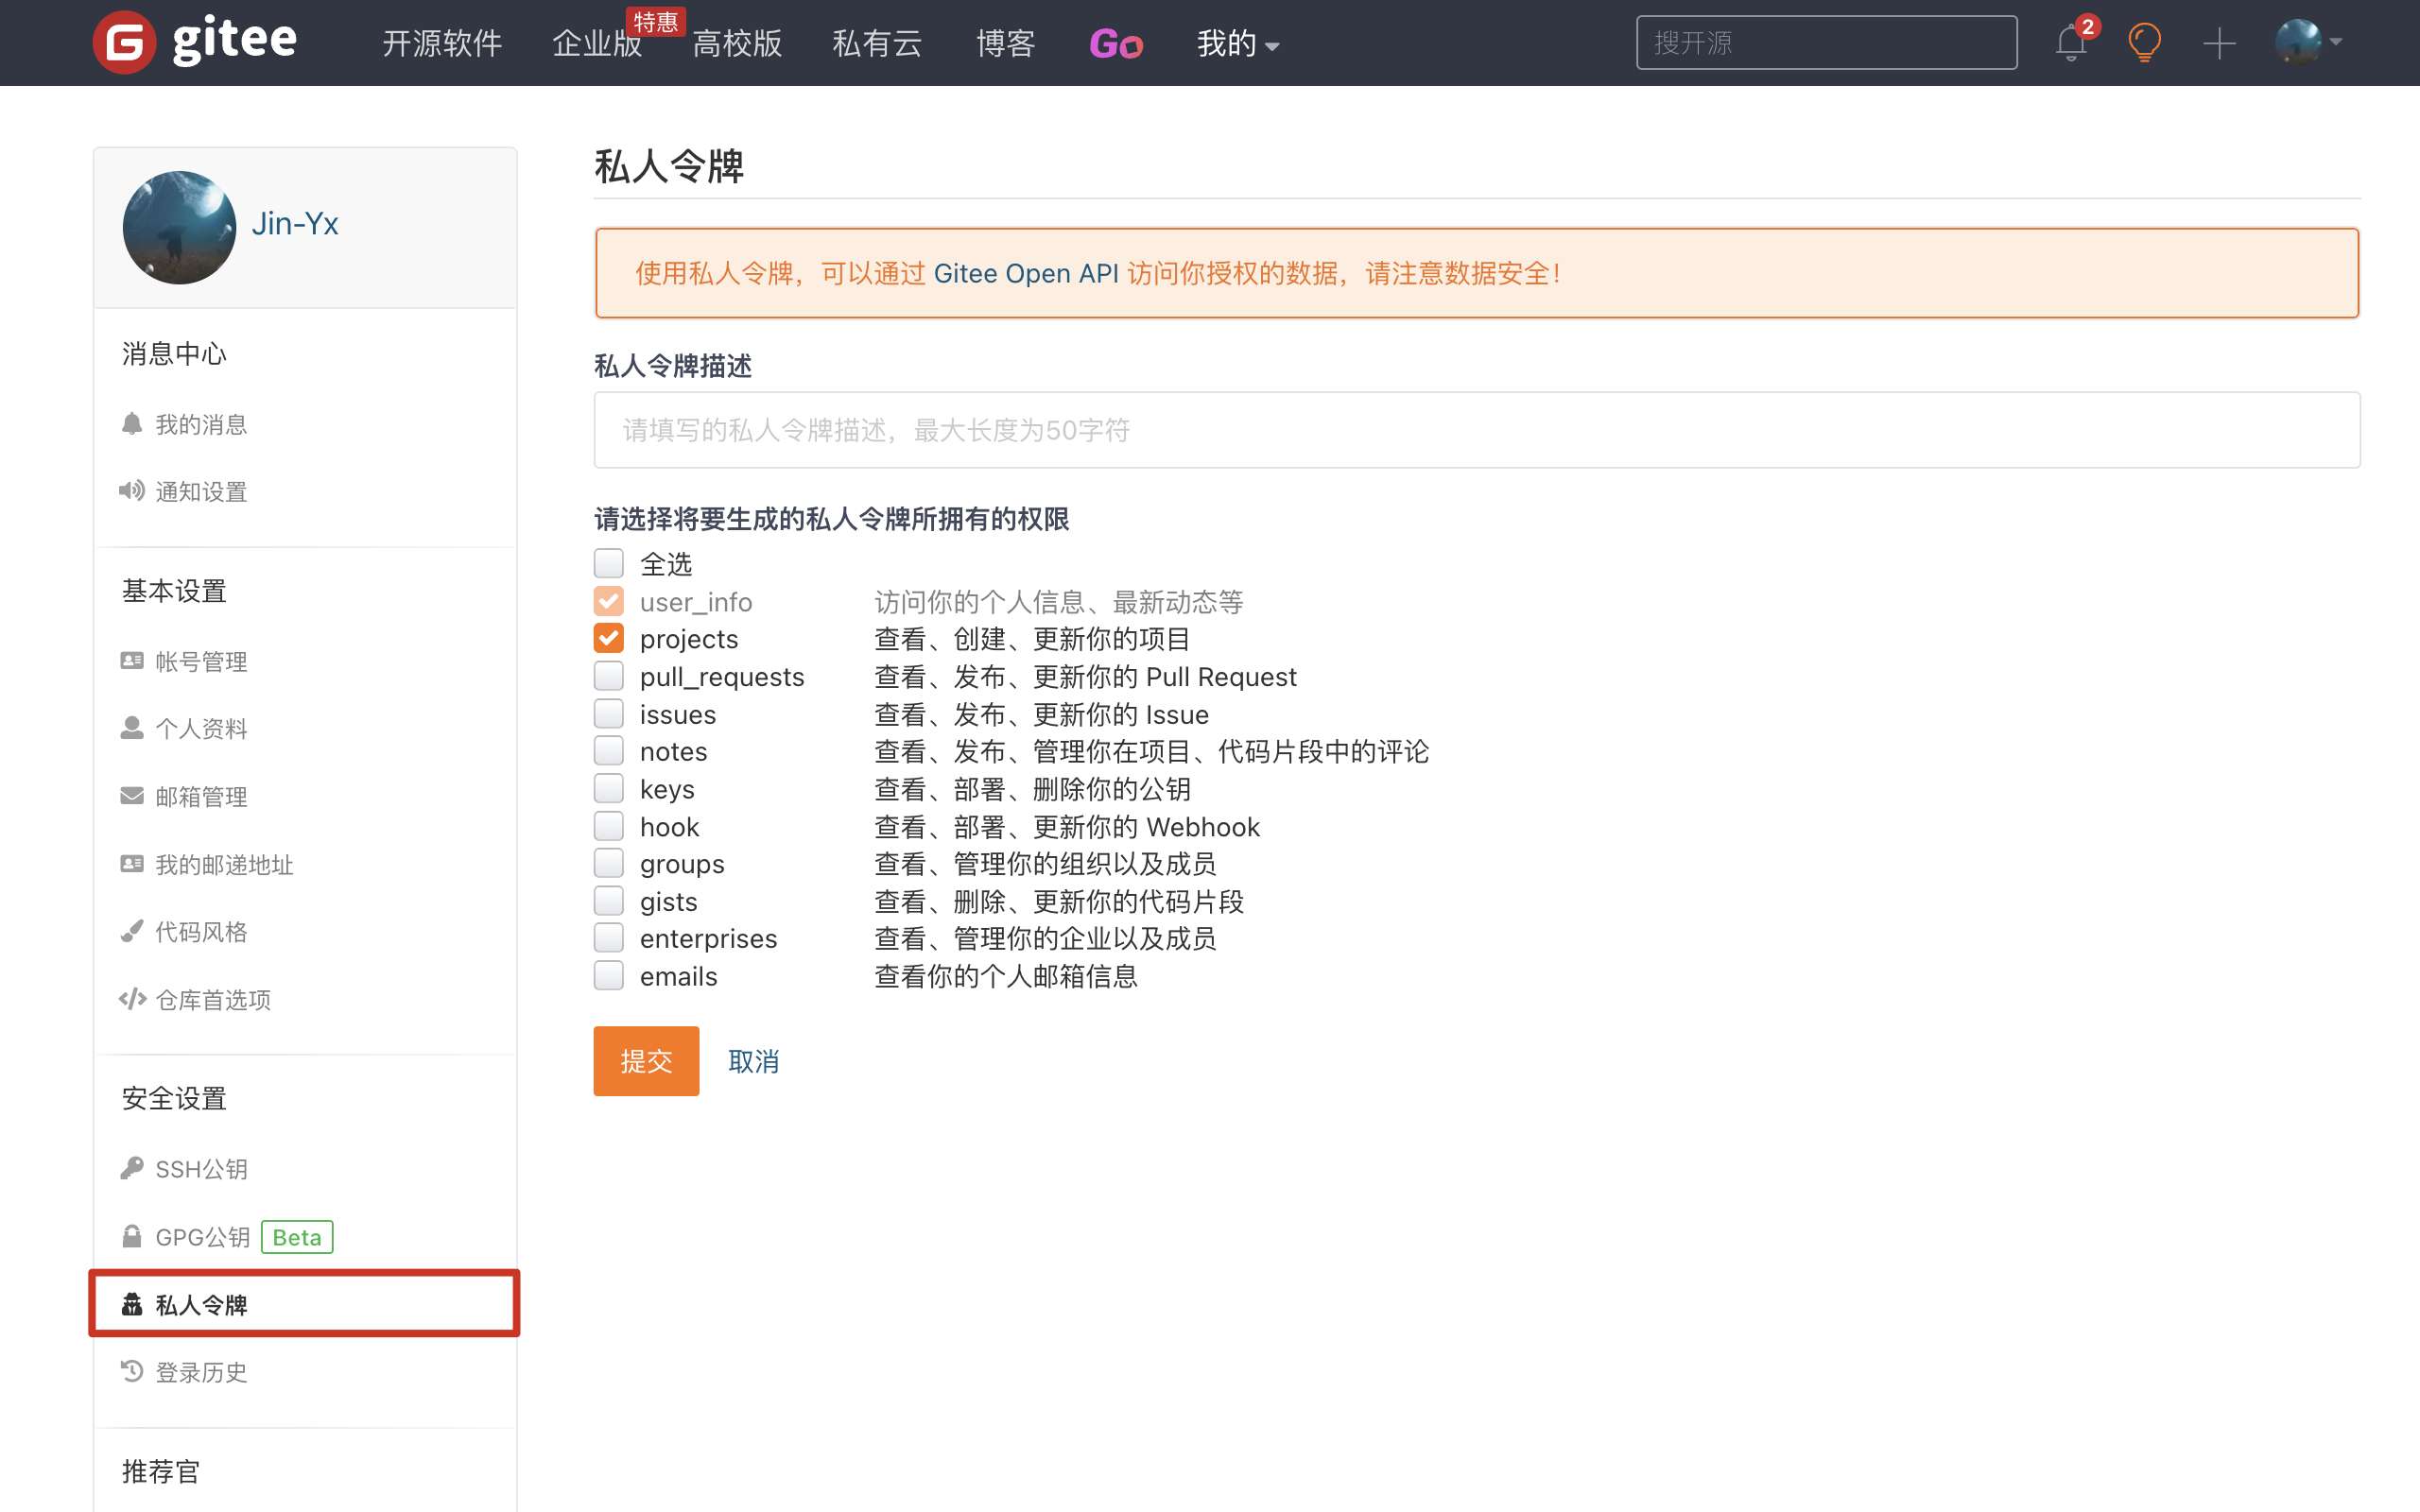 gitee
开源软件
企业版
特惠
高校版
私有云
博客
Go
我的
搜开源
2
Jin-Yx
消息中心
我的消息
通知设置
基本设置
帐号管理
个人资料
邮箱管理
我的邮递地址
代码风格
仓库首选项
安全设置
SSH公钥
GPG公钥 Beta
私人令牌
登录历史
推荐官
私人令牌
使用私人令牌，可以通过 Gitee Open API 访问你授权的数据，请注意数据安全！
私人令牌描述
请填写的私人令牌描述，最大长度为50字符
请选择将要生成的私人令牌所拥有的权限
全选
user_info 访问你的个人信息、最新动态等
projects 查看、创建、更新你的项目
pull_requests 查看、发布、更新你的 Pull Request
issues 查看、发布、更新你的 Issue
notes 查看、发布、管理你在项目、代码片段中的评论
keys 查看、部署、删除你的公钥
hook 查看、部署、更新你的 Webhook
groups 查看、管理你的组织以及成员
gists 查看、删除、更新你的代码片段
enterprises 查看、管理你的企业以及成员
emails 查看你的个人邮箱信息
提交 取消